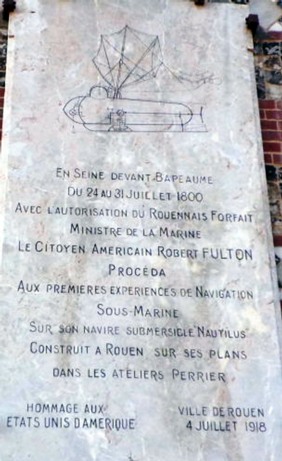 EN SEINE DEVANT BAPEAUME
DU 24 AU 31 JUILLET 1800
AVEC L'AUTORISATION DU ROUENNAIS FORFAIT
MINISTRE DE LA MARINE
LE CITOYEN AMERICAIN ROBERT FULTON
PROCÉDA
AUX PREMIERES EXPERIENCES DE NAVIGATION
SOUS-MARINE
SUR SON NAVIRE SUBMERSIBLE NAUTILUS
CONSTRUIT A ROUEN SUR SES PLANS
DANS LES ATELIERS PERRIER
HOMMAGE AUX
ETATS UNIS D'AMERIQUE
VILLE DE ROUEN
4 JUILLET 1918